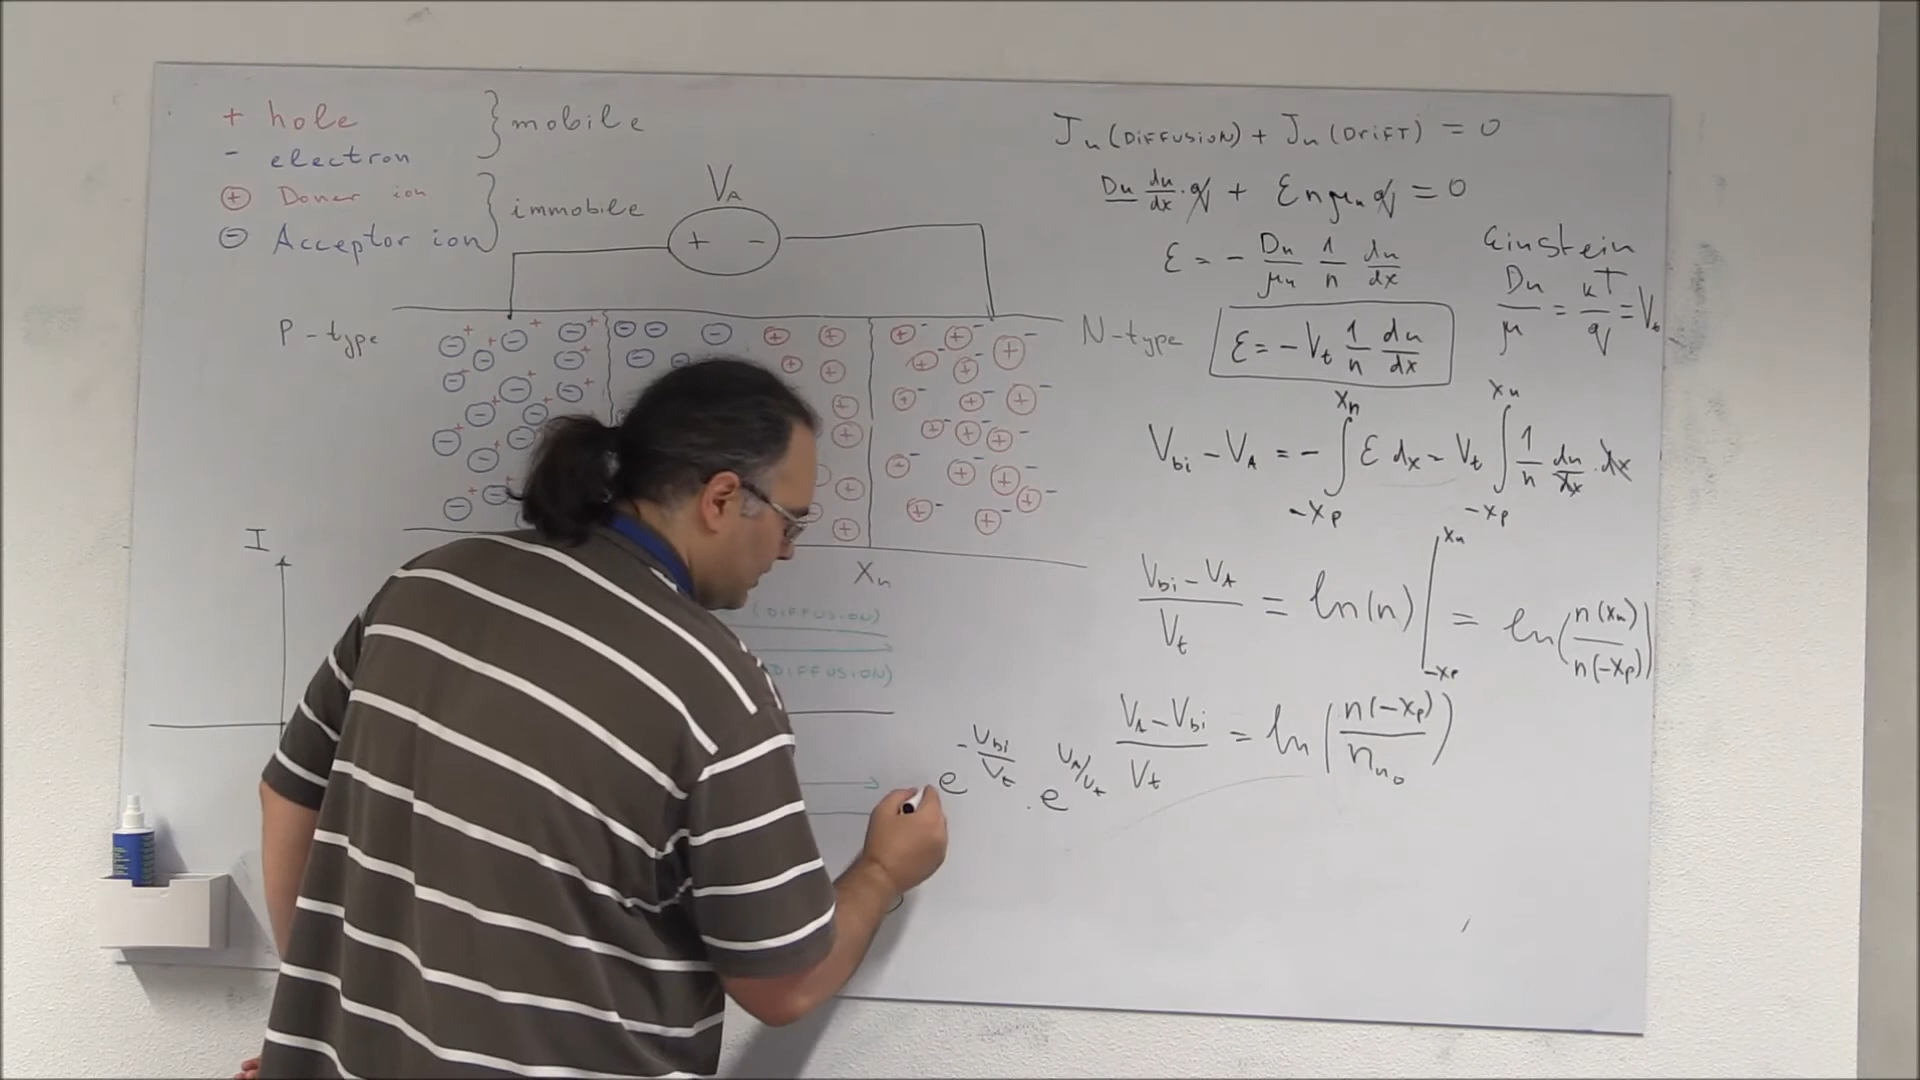 + hole } mobile
- electron
⊕ Doner ion } immobile
⊖ Acceptor ion
V_A
+ -
P-type
N-type
I
X_n
(DIFFUSION)
DIFFUSION)
J_n (DIFFUSION) + J_n (DRIFT) = 0
D_n dn/dx · q + E n μ_n q = 0
E = - D_n/μ_n 1/n dn/dx
Einstein
D_n/μ = kT/q = V_t
E = - V_t 1/n dn/dx
V_bi - V_A = - ∫_{-x_p}^{x_n} E dx = V_t ∫_{-x_p}^{x_n} 1/n dn/dx · dx
(V_bi - V_A)/V_t = ln(n) |_{-x_p}^{x_n} = ln(n(x_n)/n(-x_p))
(V_A - V_bi)/V_t = ln(n(-x_p)/n_{n_0})
e^{-V_bi/V_t} · e^{V_A/V_t}